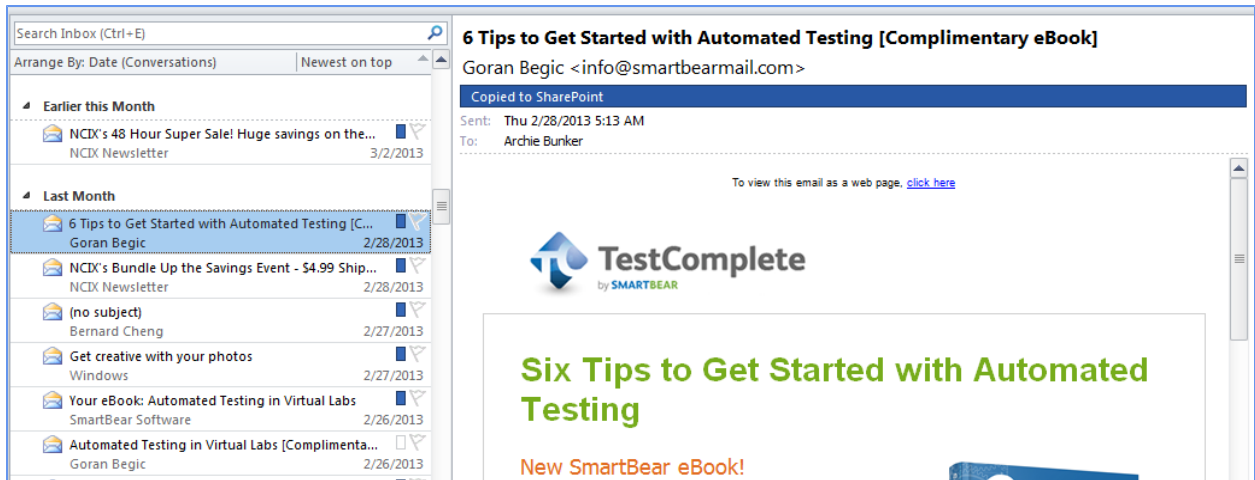 Search Inbox (Ctrl+E)
Arrange By: Date (Conversations) Newest on top
Earlier this Month
NCIX's 48 Hour Super Sale! Huge savings on the...
NCIX Newsletter 3/2/2013
Last Month
6 Tips to Get Started with Automated Testing [C...
Goran Begic 2/28/2013
NCIX's Bundle Up the Savings Event - $4.99 Ship...
NCIX Newsletter 2/28/2013
(no subject)
Bernard Cheng 2/27/2013
Get creative with your photos
Windows 2/27/2013
Your eBook: Automated Testing in Virtual Labs
SmartBear Software 2/26/2013
Automated Testing in Virtual Labs [Complimenta...
Goran Begic 2/26/2013
6 Tips to Get Started with Automated Testing [Complimentary eBook]
Goran Begic <info@smartbearmail.com>
Copied to SharePoint
Sent: Thu 2/28/2013 5:13 AM
To: Archie Bunker
To view this email as a web page, click here
TestComplete
by SMARTBEAR
Six Tips to Get Started with Automated
Testing
New SmartBear eBook!